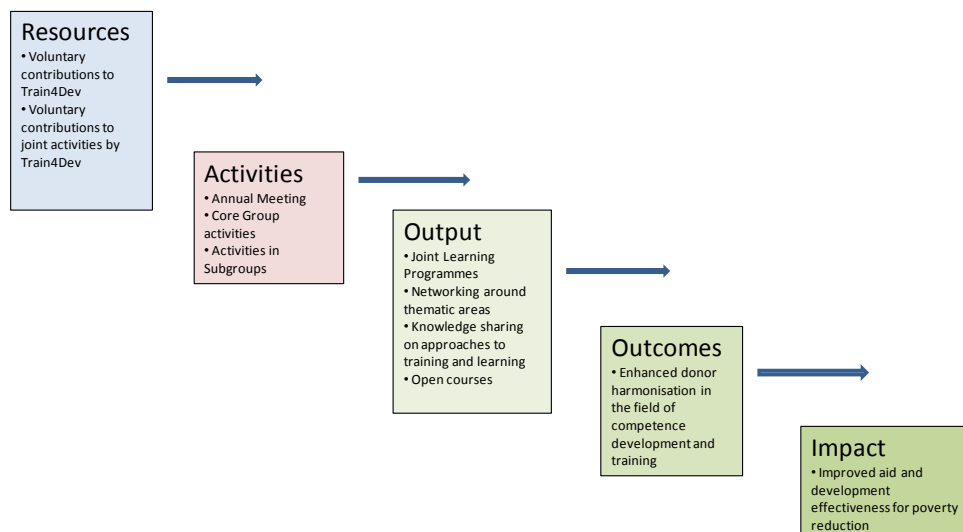 Resources
• Voluntary
contributions to
Train4Dev
• Voluntary
contributions to
joint activities by
Train4Dev
Activities
• Annual Meeting
• Core Group
activities
• Activities in
Subgroups
Output
• Joint Learning
Programmes
• Networking around
thematic areas
• Knowledge sharing
on approaches to
training and learning
• Open courses
Outcomes
• Enhanced donor
harmonisation in
the field of
competence
development and
training
Impact
• Improved aid and
development
effectiveness for poverty
reduction